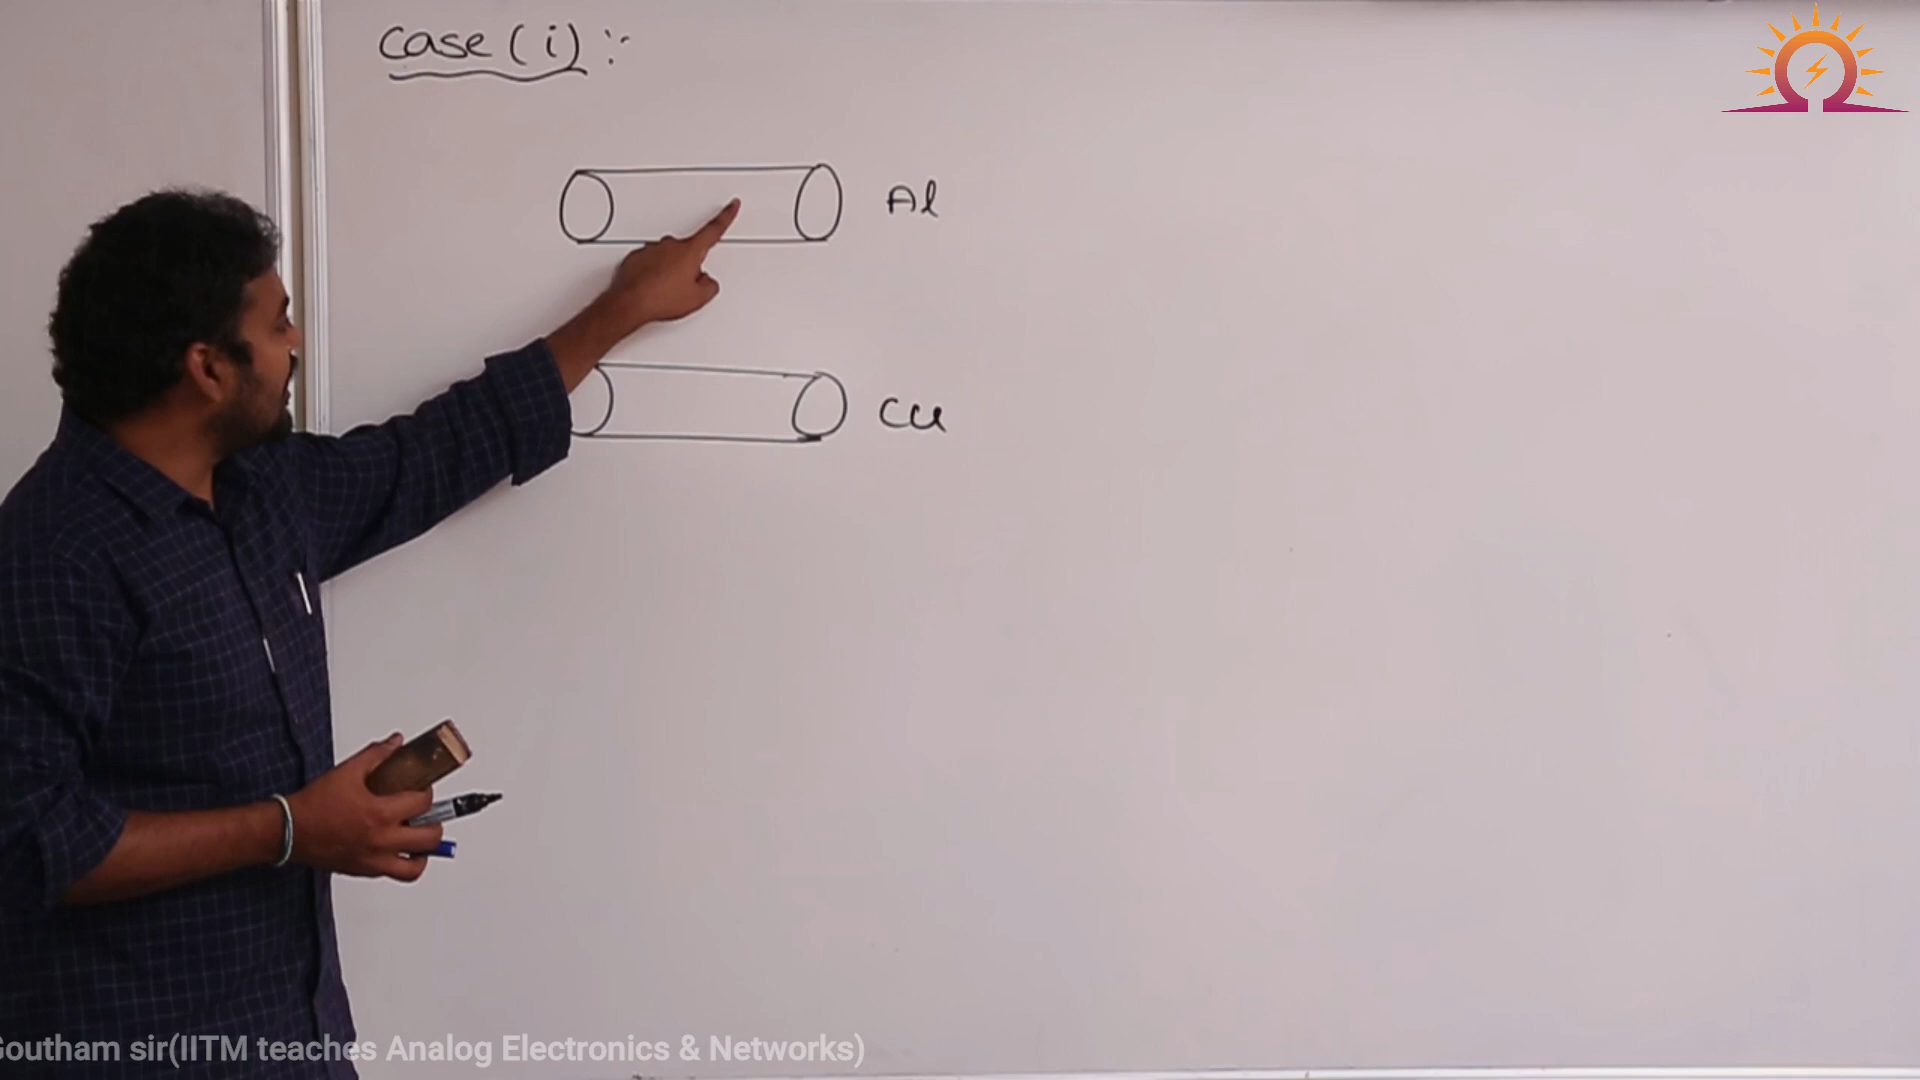 case (i) :-
Al
Cu
Goutham sir(IITM teaches Analog Electronics & Networks)